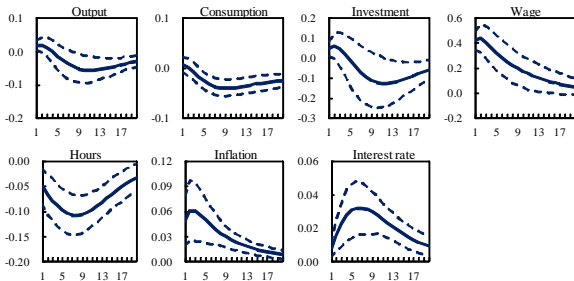 Output
0.1
0.0
-0.1
-0.2
1 5 9 13 17
Consumption
0.1
0.0
-0.1
1 5 9 13 17
Investment
0.2
0.1
0.0
-0.1
-0.2
-0.3
1 5 9 13 17
Wage
0.6
0.4
0.2
0.0
-0.2
1 5 9 13 17
Hours
0.00
-0.05
-0.10
-0.15
-0.20
1 5 9 13 17
Inflation
0.12
0.09
0.06
0.03
0.00
1 5 9 13 17
Interest rate
0.06
0.04
0.02
0.00
1 5 9 13 17